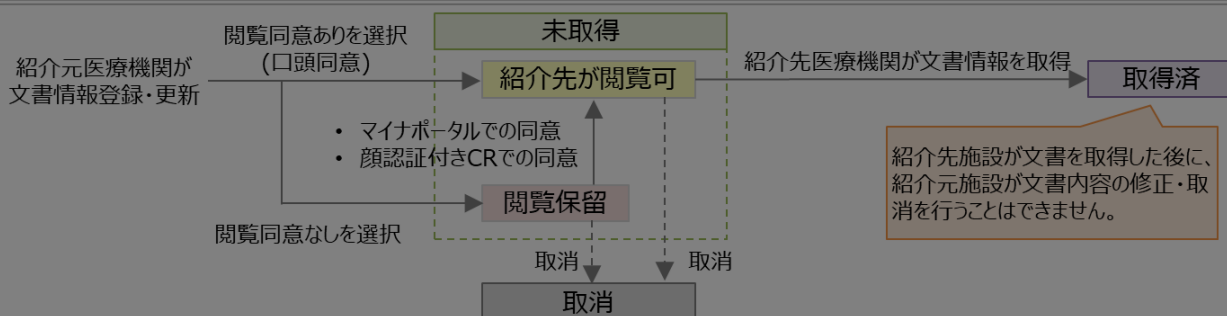 紹介元医療機関が
文書情報登録・更新
閲覧同意ありを選択
(口頭同意)
未取得
紹介先が閲覧可
紹介先医療機関が文書情報を取得
取得済
• マイナポータルでの同意
• 顔認証付きCRでの同意
紹介先施設が文書を取得した後に、
紹介元施設が文書内容の修正・取
消を行うことはできません。
閲覧保留
閲覧同意なしを選択
取消
取消
取消